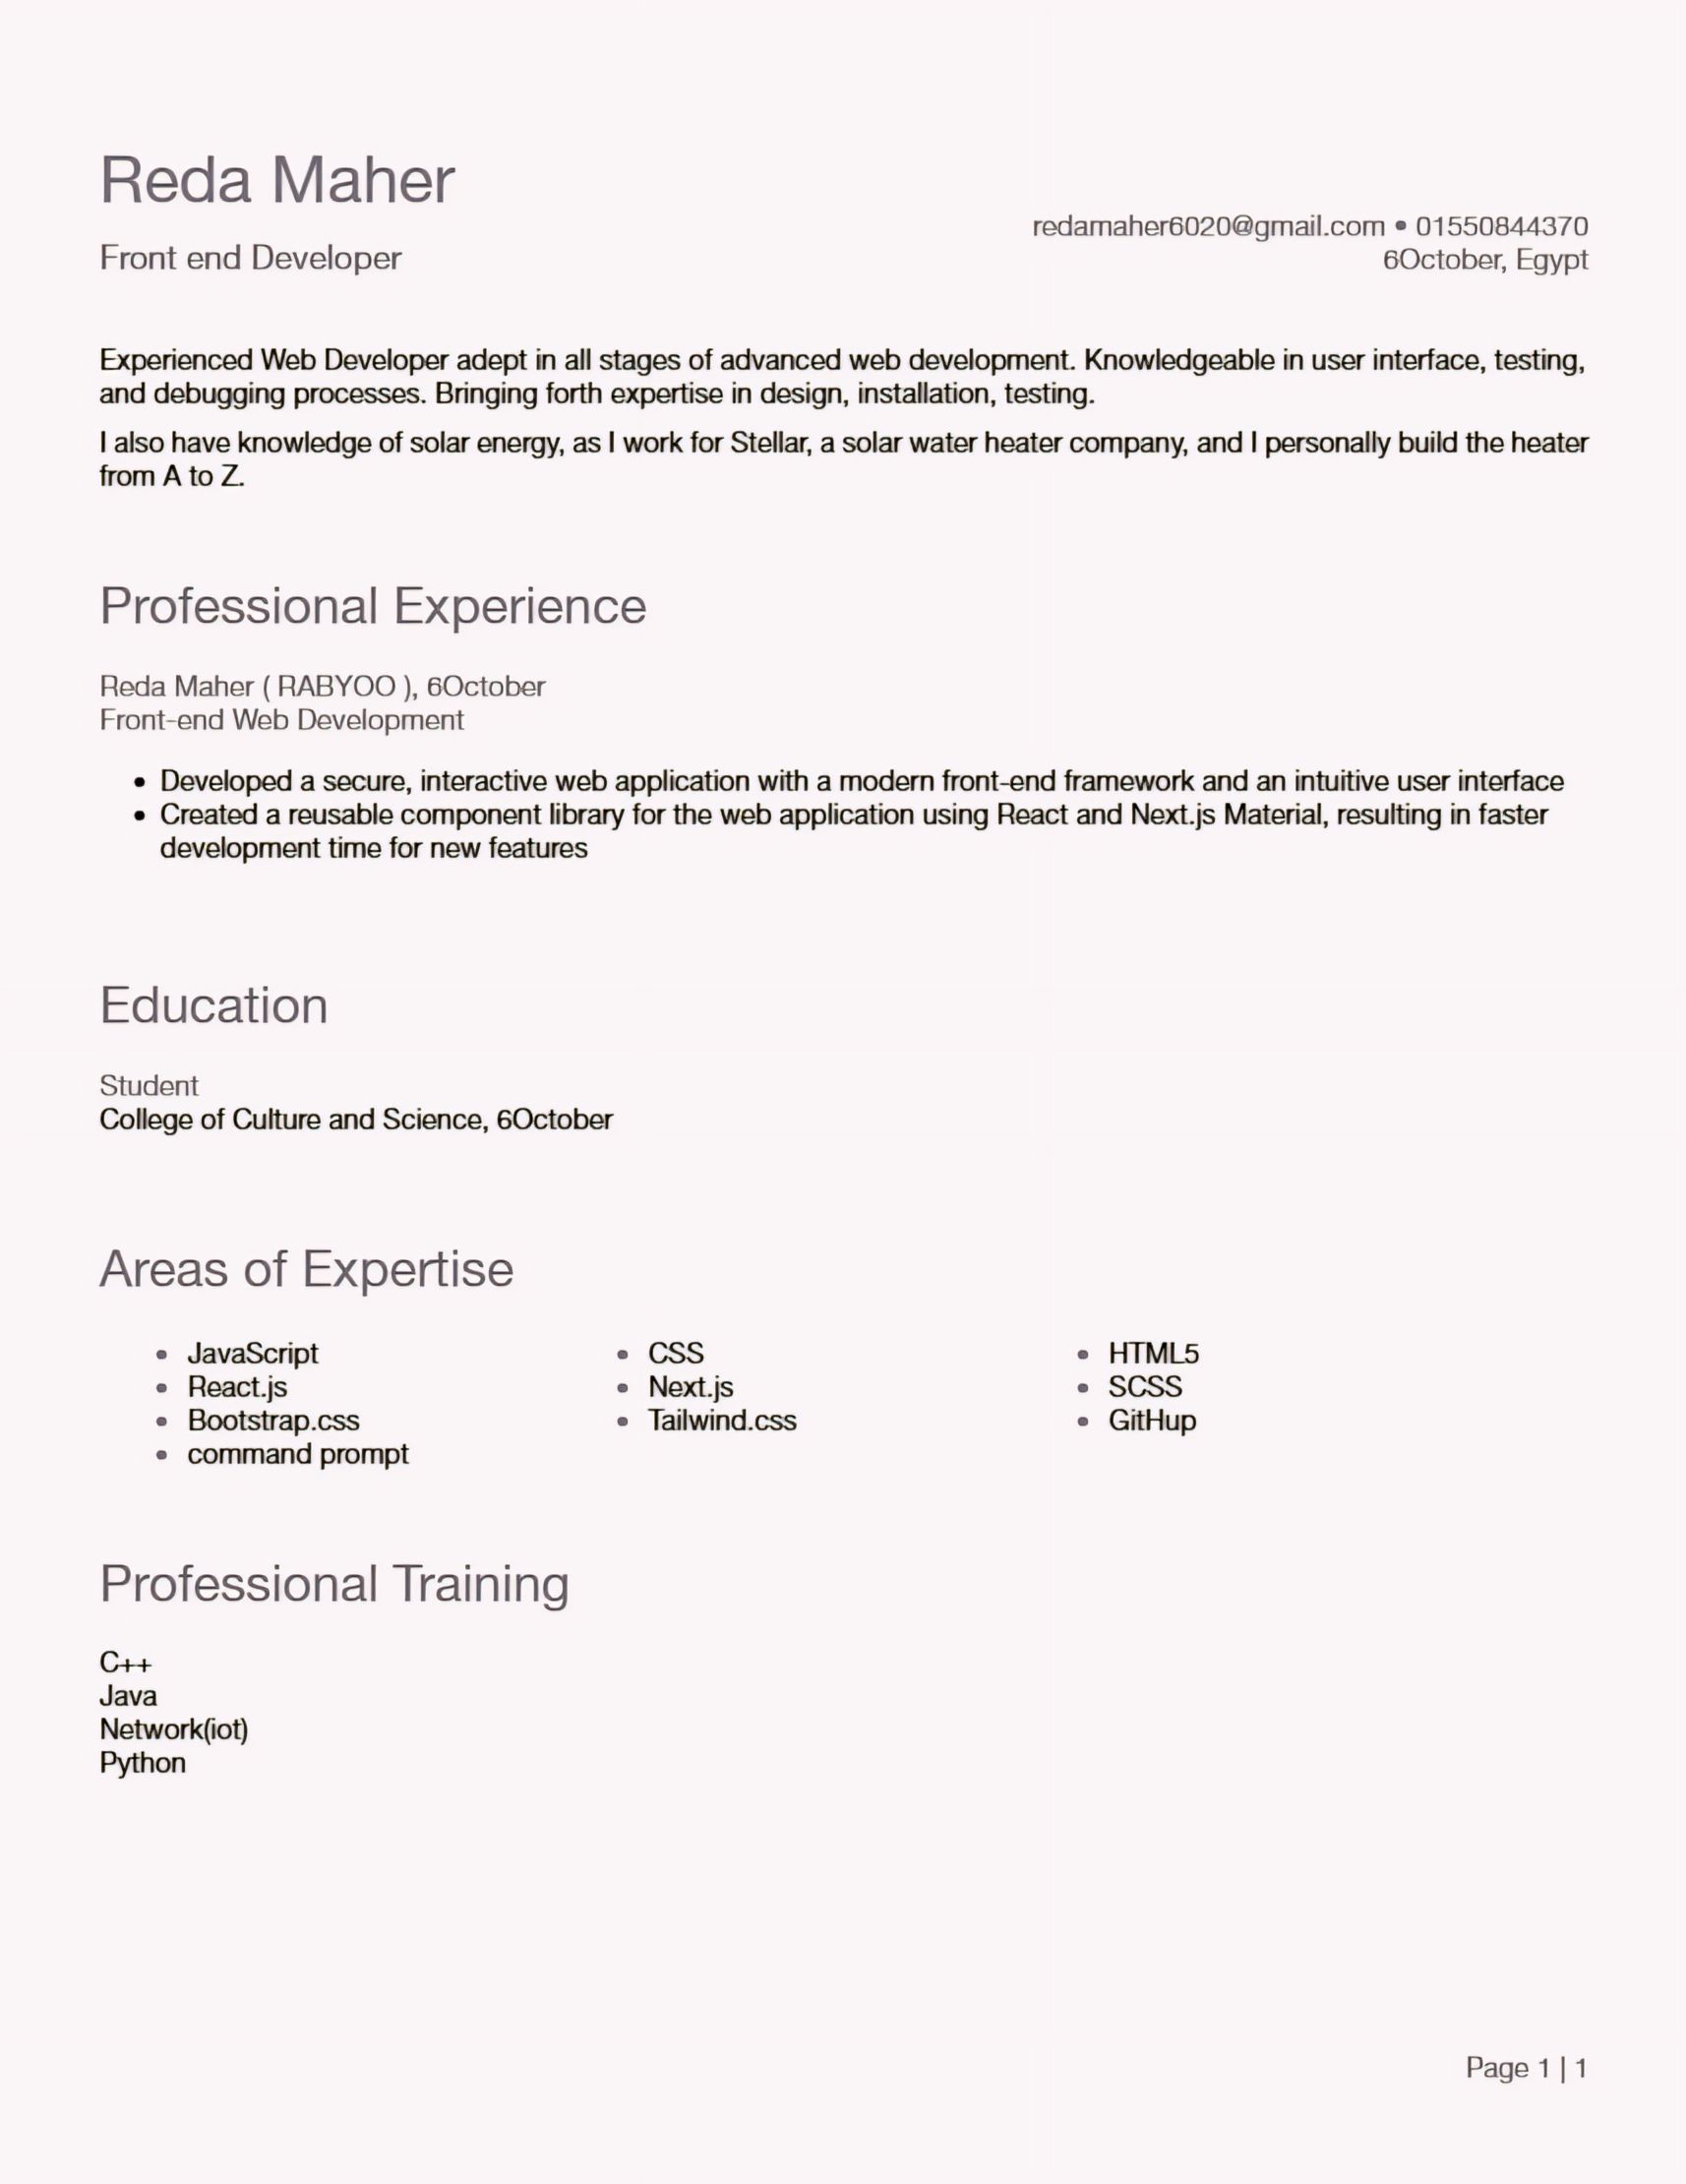 Reda Maher
Front end Developer
redamaher6020@gmail.com • 01550844370
6October, Egypt
Experienced Web Developer adept in all stages of advanced web development. Knowledgeable in user interface, testing,
and debugging processes. Bringing forth expertise in design, installation, testing.
I also have knowledge of solar energy, as I work for Stellar, a solar water heater company, and I personally build the heater
from A to Z.
Professional Experience
Reda Maher ( RABYOO ), 6October
Front-end Web Development
• Developed a secure, interactive web application with a modern front-end framework and an intuitive user interface
• Created a reusable component library for the web application using React and Next.js Material, resulting in faster
development time for new features
Education
Student
College of Culture and Science, 6October
Areas of Expertise
• JavaScript
• React.js
• Bootstrap.css
• command prompt
• CSS
• Next.js
• Tailwind.css
• HTML5
• SCSS
• GitHup
Professional Training
C++
Java
Network(iot)
Python
Page 1 | 1